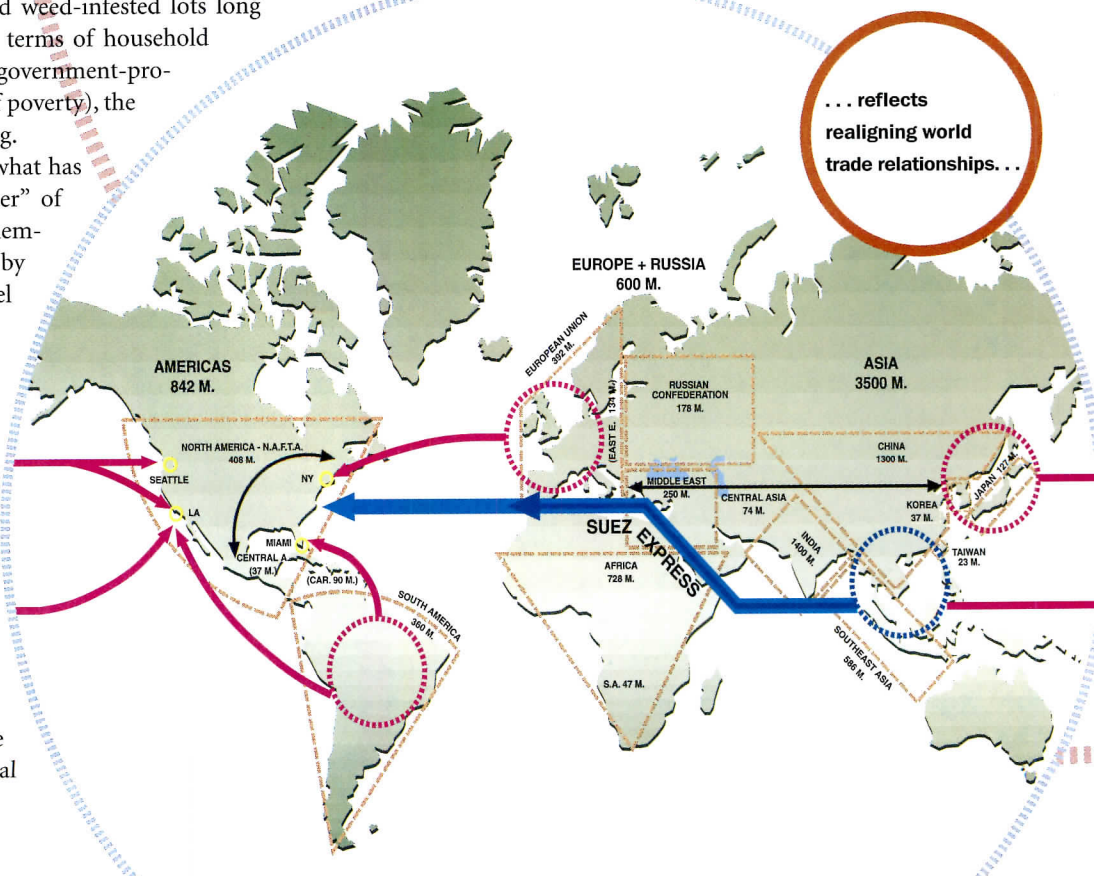 d weed-infested lots long
terms of household
government-pro-
f poverty), the
g.
what has
er” of
nem-
by
el
e
al
. . . reflects
realigning world
trade relationships. . .
EUROPE + RUSSIA
600 M.
AMERICAS
842 M.
ASIA
3500 M.
EUROPEAN UNION
392 M.
(EAST E. 134 M.)
RUSSIAN
CONFEDERATION
178 M.
NORTH AMERICA - N.A.F.T.A.
408 M.
SEATTLE
NY
LA
MIAMI
CENTRAL A.
(37 M.)
(CAR. 90 M.)
SOUTH AMERICA
360 M.
MIDDLE EAST
250 M.
CENTRAL ASIA
74 M.
CHINA
1300 M.
KOREA
37 M.
JAPAN 127 M.
TAIWAN
23 M.
INDIA
1400 M.
SUEZ EXPRESS
AFRICA
728 M.
S.A. 47 M.
SOUTHEAST ASIA
586 M.